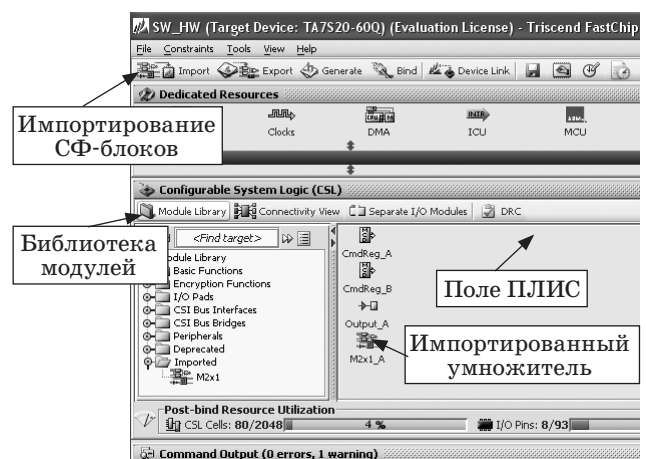 SW_HW (Target Device: TA7S20-60Q) (Evaluation License) - Triscend FastChip
File Constraints Tools View Help
Import Export Generate Bind Device Link
Dedicated Resources
Импортирование
СФ-блоков
Clocks DMA ICU MCU
Configurable System Logic (CSL)
Module Library Connectivity View Separate I/O Modules DRC
Библиотека
модулей
<Find target>
Module Library
Basic Functions
Encryption Functions
I/O Pads
CSI Bus Interfaces
CSI Bus Bridges
Peripherals
Deprecated
Imported
M2x1
CmdReg_A
CmdReg_B
Output_A
M2x1_A
Поле ПЛИС
Импортированный
умножитель
Post-bind Resource Utilization
CSL Cells: 80/2048 4 % I/O Pins: 8/93
Command Output (0 errors, 1 warning)